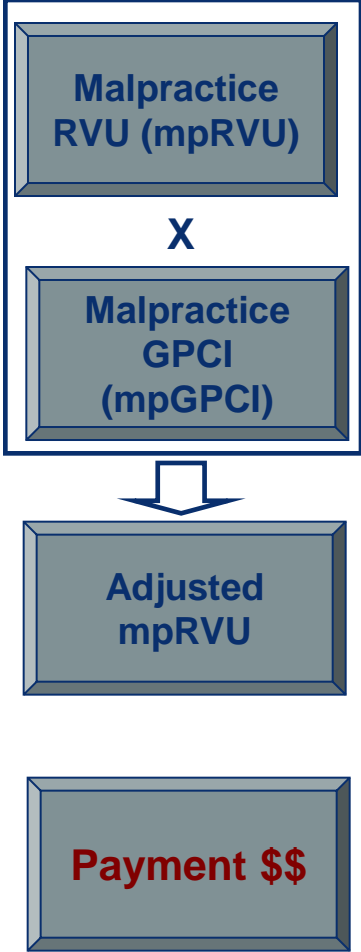 Malpractice
RVU (mpRVU)
X
Malpractice
GPCI
(mpGPCI)
Adjusted
mpRVU
Payment $$